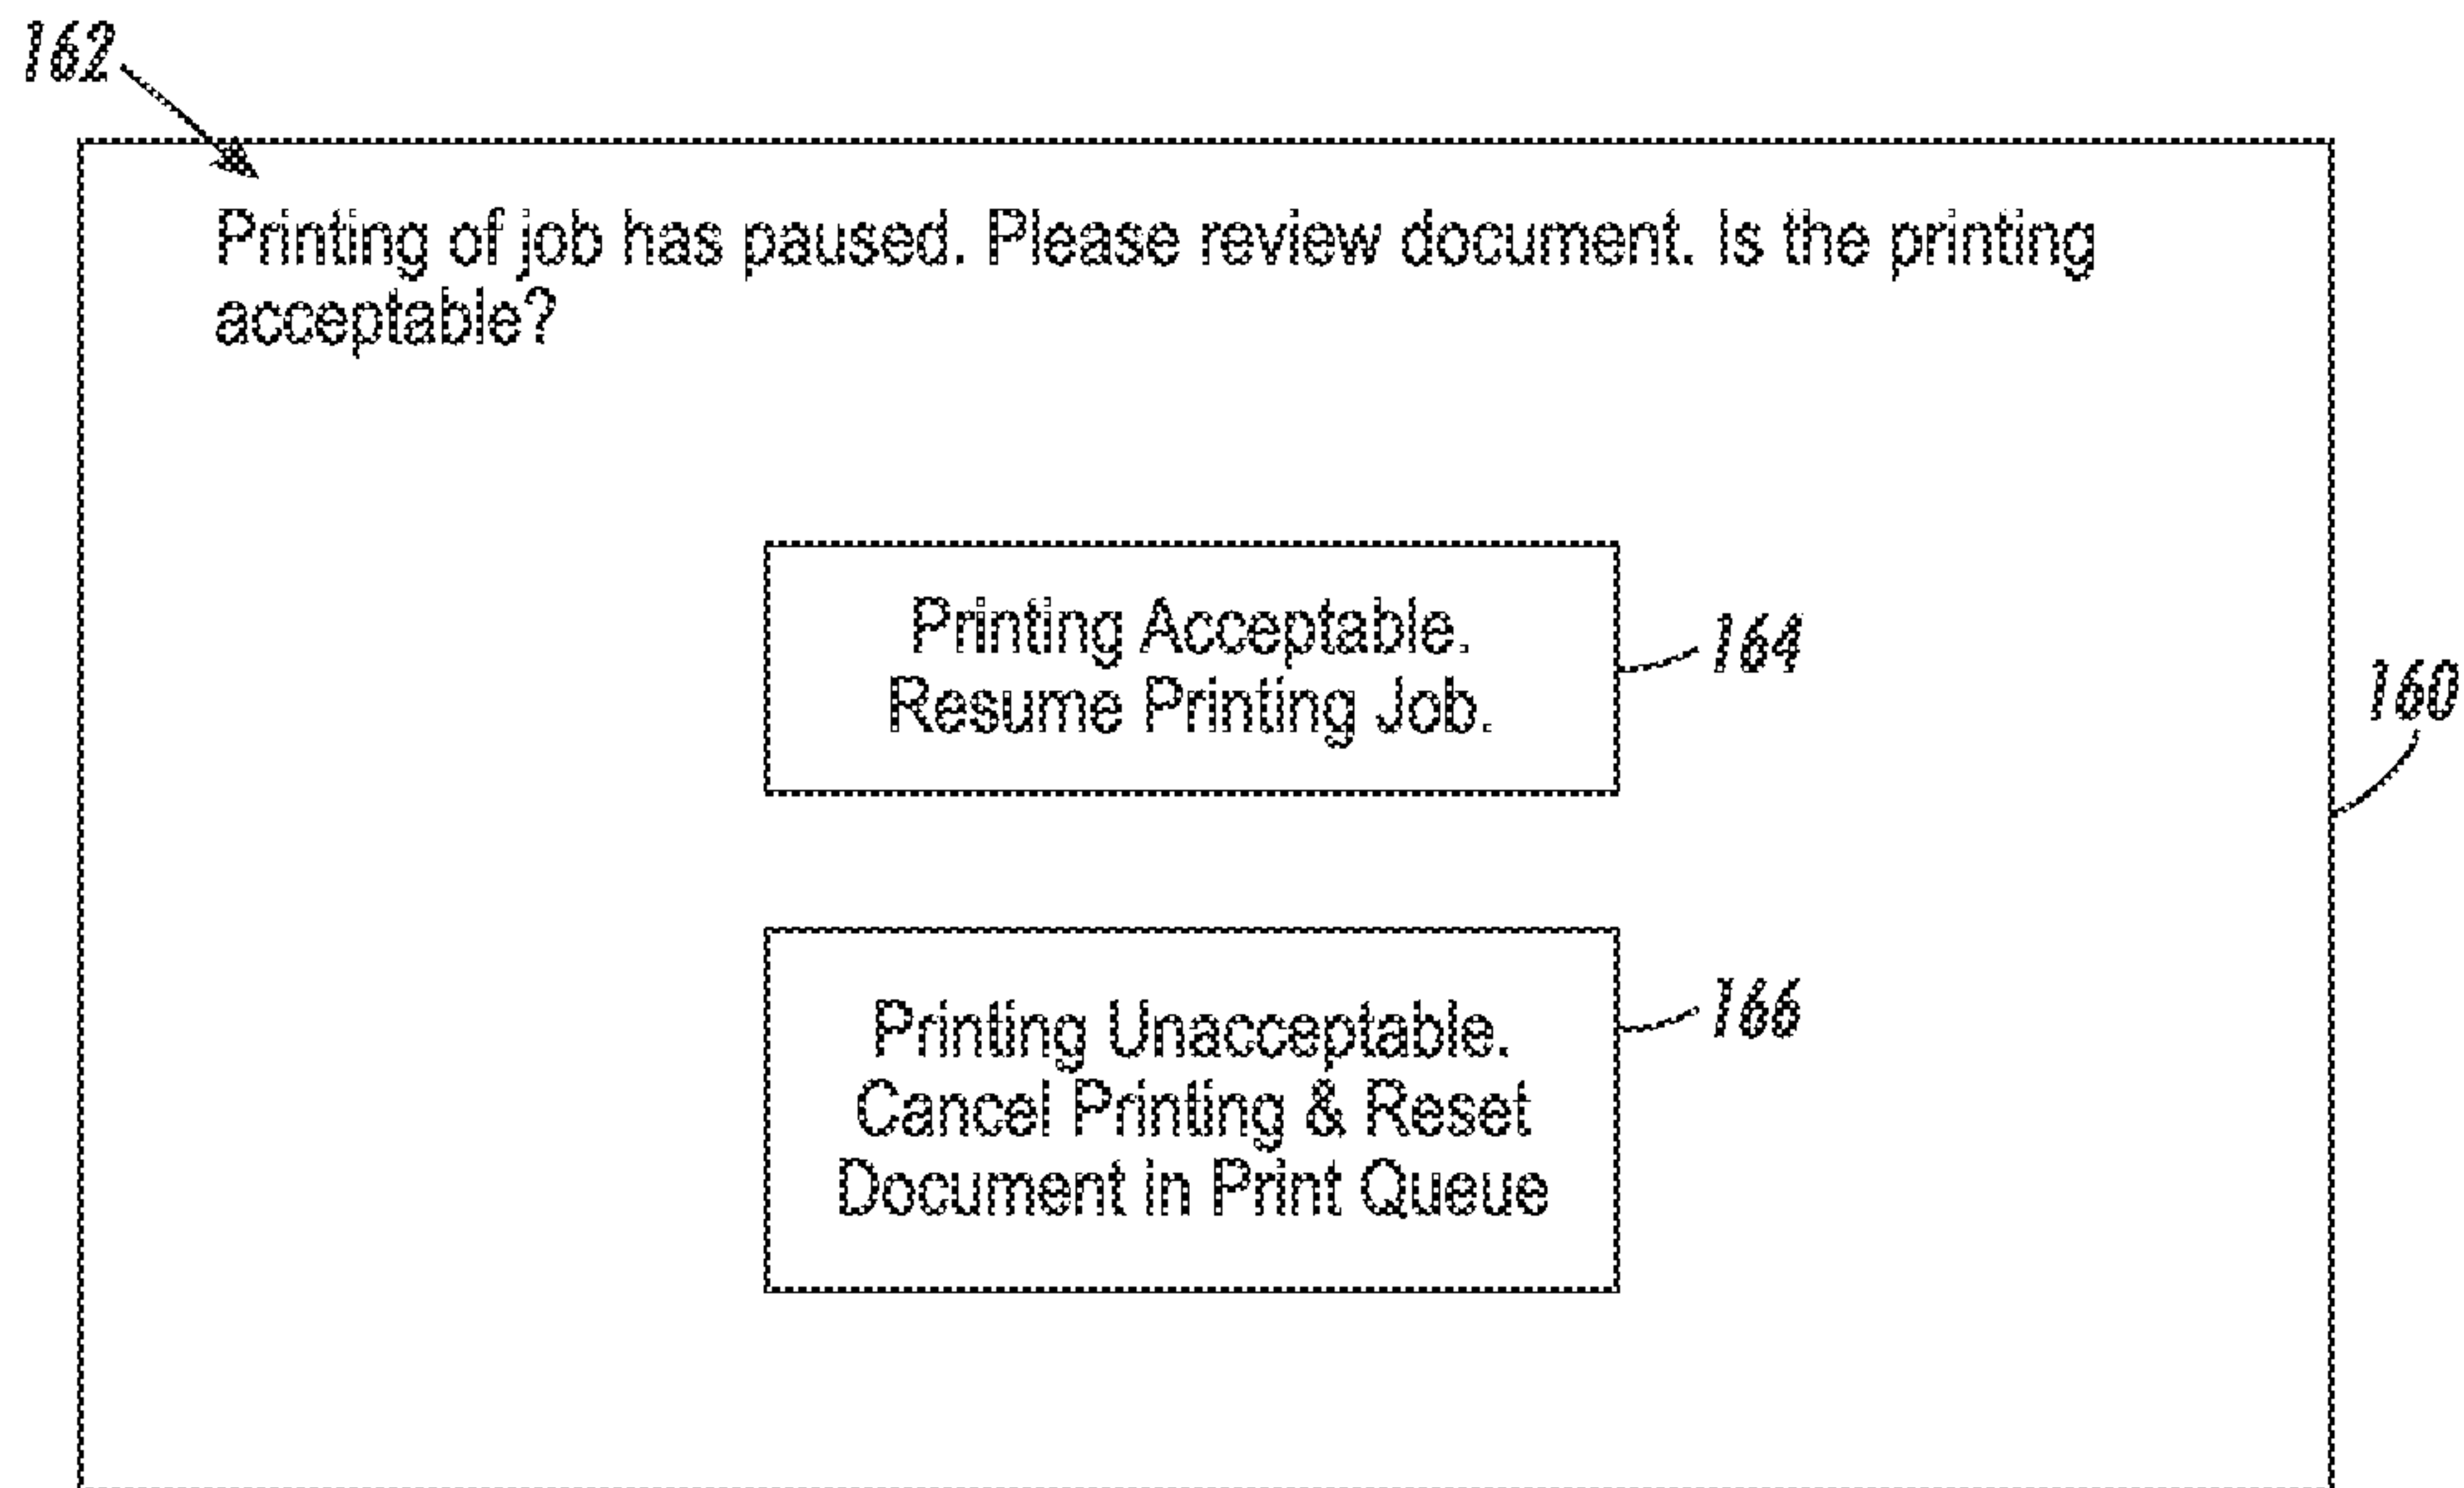 162
Printing of job has paused. Please review document. Is the printing
acceptable?
Printing Acceptable.
Resume Printing Job.
164
160
Printing Unacceptable.
Cancel Printing & Reset
Document in Print Queue
166